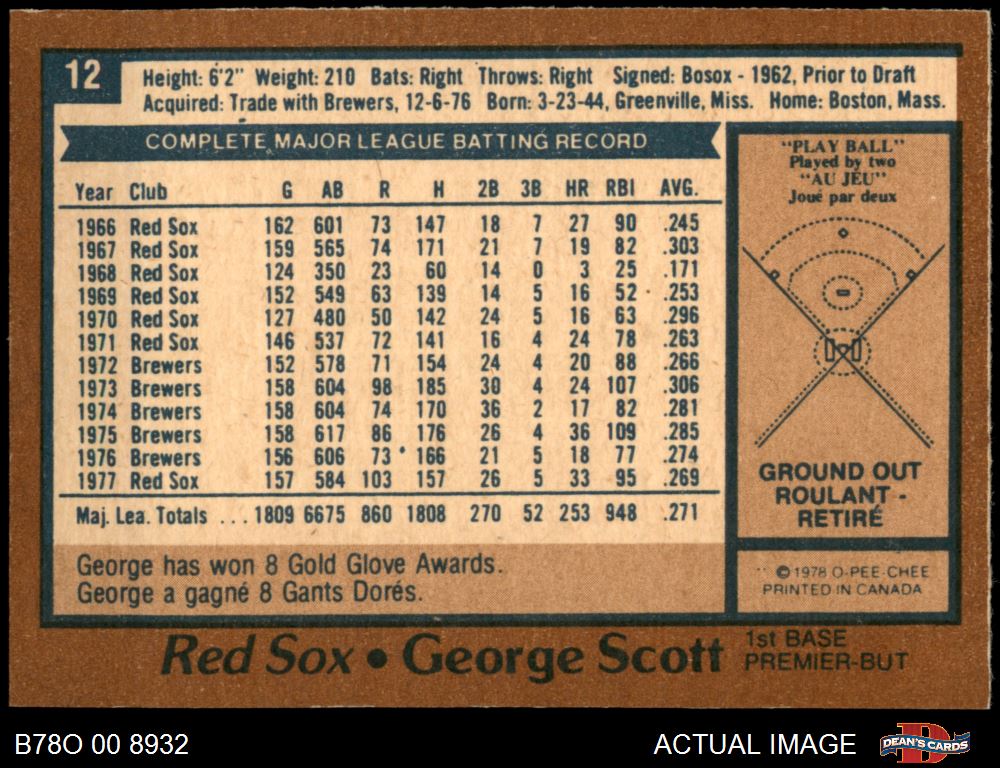 12
Height: 6'2" Weight: 210 Bats: Right Throws: Right Signed: Bosox - 1962, Prior to Draft
Acquired: Trade with Brewers, 12-6-76 Born: 3-23-44, Greenville, Miss. Home: Boston, Mass.
COMPLETE MAJOR LEAGUE BATTING RECORD
Year Club G AB R H 2B 3B HR RBI AVG.
1966 Red Sox 162 601 73 147 18 7 27 90 .245
1967 Red Sox 159 565 74 171 21 7 19 82 .303
1968 Red Sox 124 350 23 60 14 0 3 25 .171
1969 Red Sox 152 549 63 139 14 5 16 52 .253
1970 Red Sox 127 480 50 142 24 5 16 63 .296
1971 Red Sox 146 537 72 141 16 4 24 78 .263
1972 Brewers 152 578 71 154 24 4 20 88 .266
1973 Brewers 158 604 98 185 30 4 24 107 .306
1974 Brewers 158 604 74 170 36 2 17 82 .281
1975 Brewers 158 617 86 176 26 4 36 109 .285
1976 Brewers 156 606 73 166 21 5 18 77 .274
1977 Red Sox 157 584 103 157 26 5 33 95 .269
Maj. Lea. Totals ... 1809 6675 860 1808 270 52 253 948 .271
George has won 8 Gold Glove Awards.
George a gagné 8 Gants Dorés.
"PLAY BALL"
Played by two
"AU JEU"
Joué par deux
GROUND OUT
ROULANT -
RETIRÉ
©1978 O-PEE-CHEE
PRINTED IN CANADA
Red Sox • George Scott
1st BASE
PREMIER-BUT
B78O 00 8932
ACTUAL IMAGE
DEAN'S CARDS